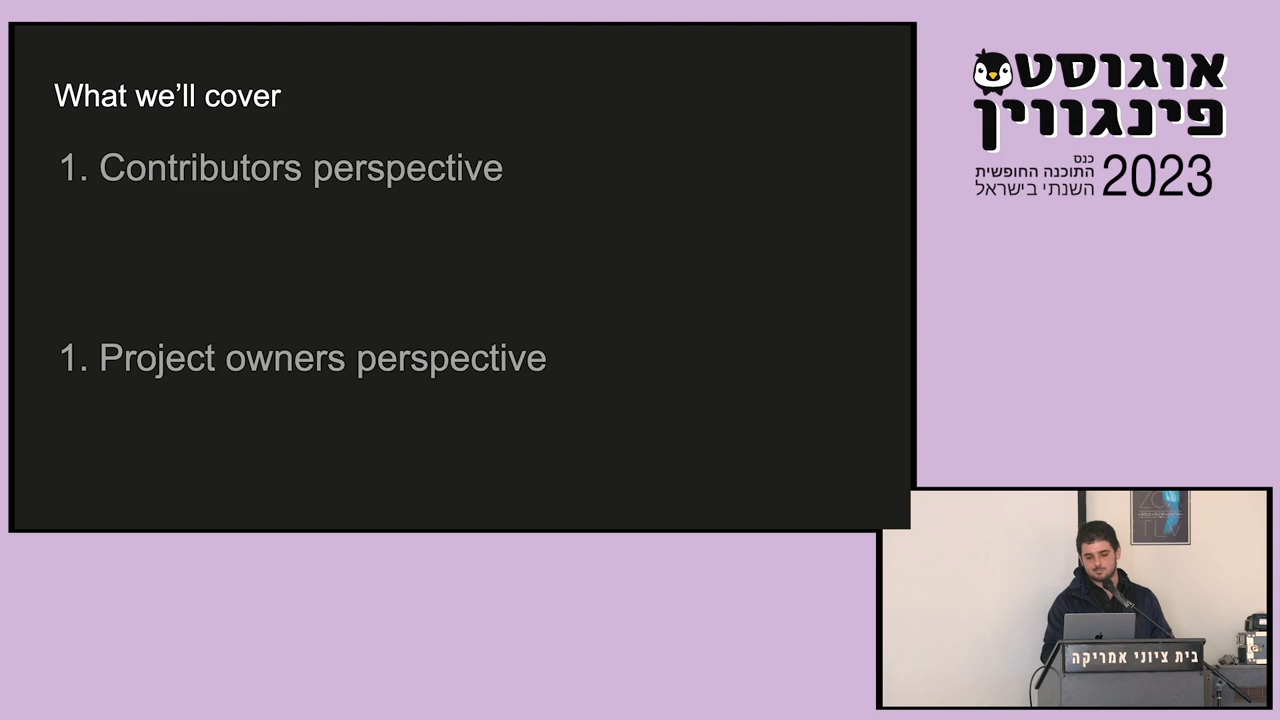 What we'll cover
1. Contributors perspective
1. Project owners perspective
אוגוסט
פינגווין
כנס
התוכנה החופשית
השנתי בישראל
2023
TLV
בית ציוני אמריקה